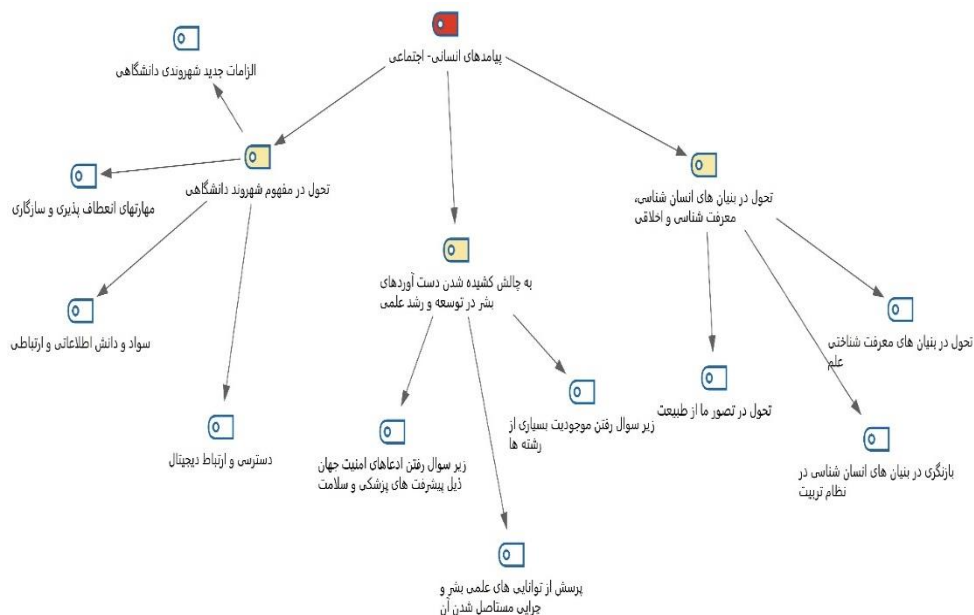 پیامدهای انسانی- اجتماعی
الزامات جدید شهروندی دانشگاهی
تحول در مفهوم شهروند دانشگاهی
مهارتهای انعطاف پذیری و سازگاری
سواد و دانش اطلاعاتی و ارتباطی
دسترسی و ارتباط دیجیتال
به چالش کشیده شدن دست آوردهای
بشر در توسعه و رشد علمی
زیر سوال رفتن ادعاهای امنیت جهان
ذیل پیشرفت های پزشکی و سلامت
پرسش از توانایی های علمی بشر و
چرایی مستاصل شدن آن
زیر سوال رفتن موجودیت بسیاری از
رشته ها
تحول در بنیان های انسان شناسی،
معرفت شناسی و اخلاقی
تحول در تصور ما از طبیعت
بازنگری در بنیان های انسان شناسی در
نظام تربیت
تحول در بنیان های معرفت شناختی
علم